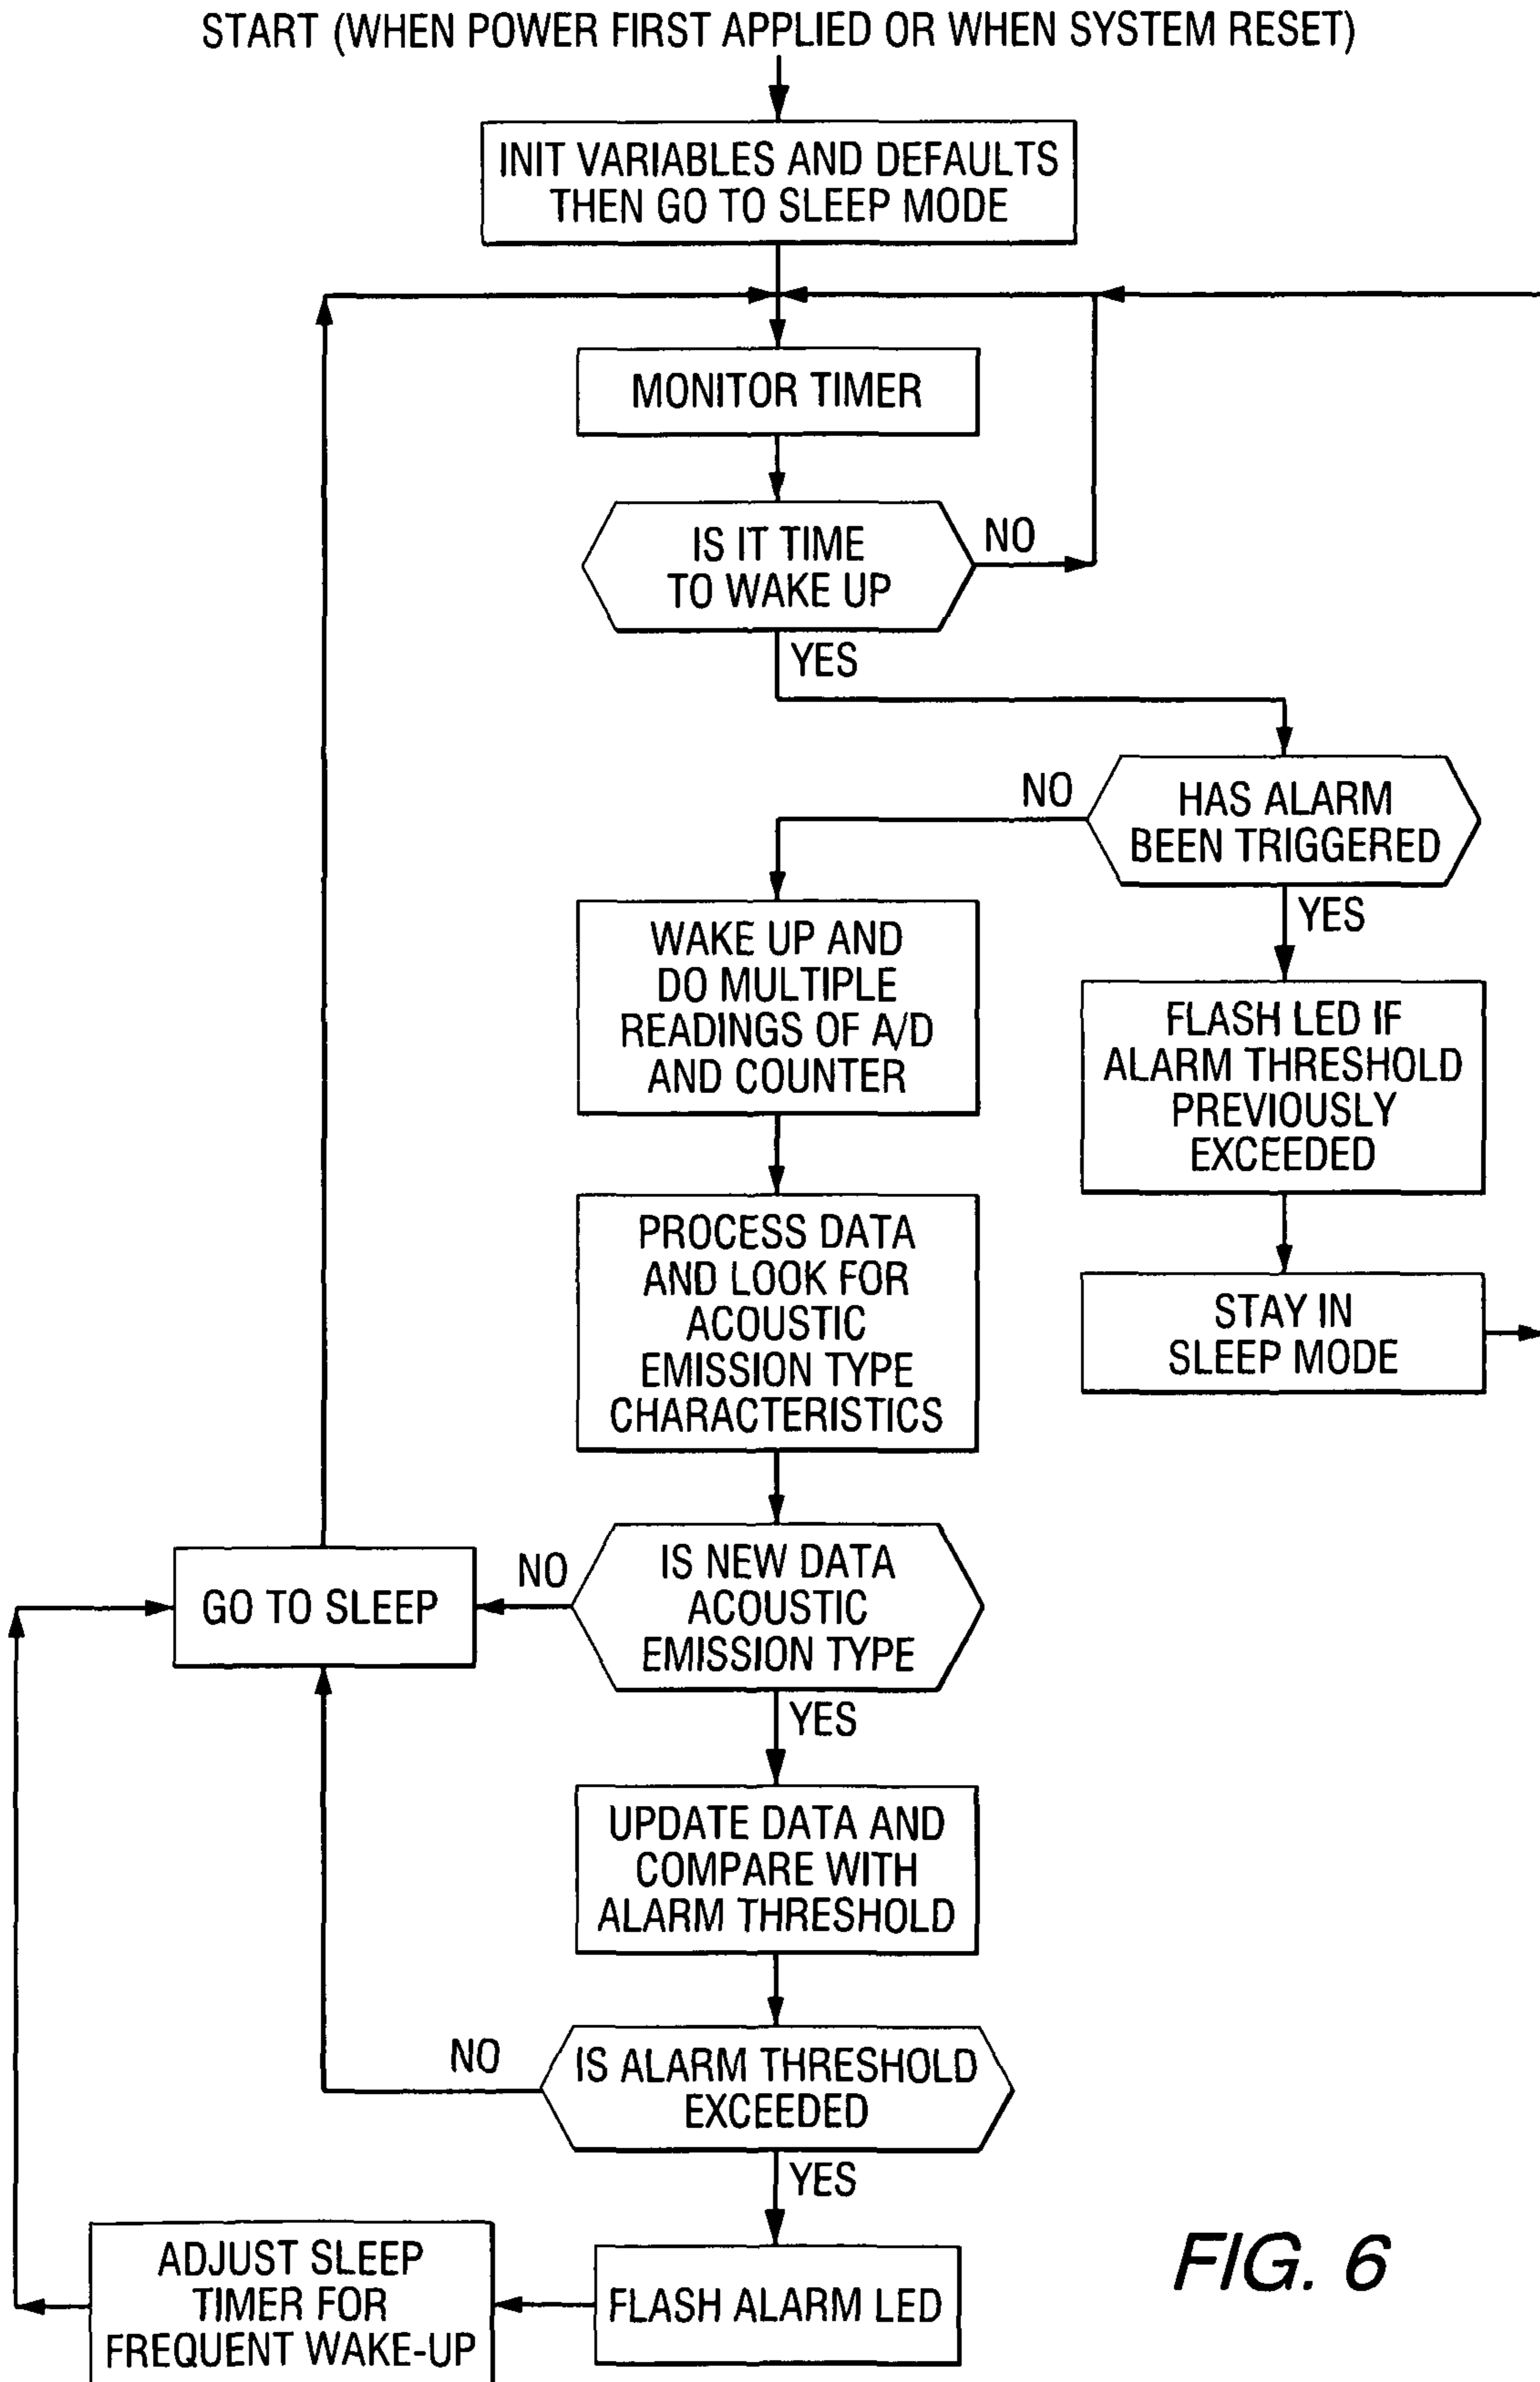 START (WHEN POWER FIRST APPLIED OR WHEN SYSTEM RESET)
INIT VARIABLES AND DEFAULTS
THEN GO TO SLEEP MODE
MONITOR TIMER
IS IT TIME
TO WAKE UP
NO
YES
HAS ALARM
BEEN TRIGGERED
NO
YES
WAKE UP AND
DO MULTIPLE
READINGS OF A/D
AND COUNTER
FLASH LED IF
ALARM THRESHOLD
PREVIOUSLY
EXCEEDED
PROCESS DATA
AND LOOK FOR
ACOUSTIC
EMISSION TYPE
CHARACTERISTICS
STAY IN
SLEEP MODE
GO TO SLEEP
NO
IS NEW DATA
ACOUSTIC
EMISSION TYPE
YES
UPDATE DATA AND
COMPARE WITH
ALARM THRESHOLD
NO
IS ALARM THRESHOLD
EXCEEDED
YES
ADJUST SLEEP
TIMER FOR
FREQUENT WAKE-UP
FLASH ALARM LED
FIG. 6